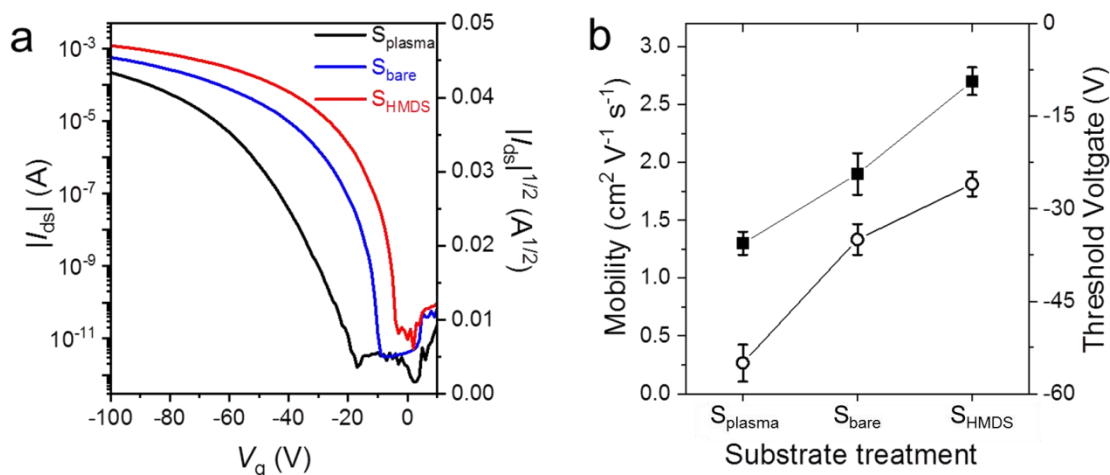 a
S_plasma
S_bare
S_HMDS
10⁻³
10⁻⁵
10⁻⁷
10⁻⁹
10⁻¹¹
|I_ds| (A)
0.05
0.04
0.03
0.02
0.01
0.00
|I_ds|^1/2 (A^1/2)
-100
-80
-60
-40
-20
0
V_g (V)
b
3.0
2.5
2.0
1.5
1.0
0.5
0.0
Mobility (cm² V⁻¹ s⁻¹)
0
-15
-30
-45
-60
Threshold Voltgate (V)
S_plasma
S_bare
S_HMDS
Substrate treatment